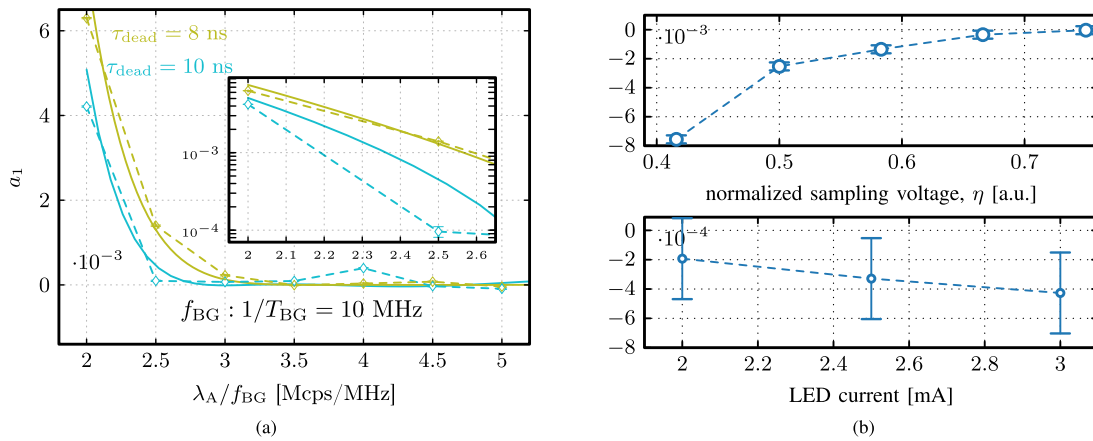 6
4
2
0
a₁
τdead = 8 ns
τdead = 10 ns
10⁻³
10⁻⁴
2 2.1 2.2 2.3 2.4 2.5 2.6
·10⁻³
fBG : 1/TBG = 10 MHz
2 2.5 3 3.5 4 4.5 5
λA/fBG [Mcps/MHz]
(a)
0
−2
−4
−6
−8
·10⁻³
0.4 0.5 0.6 0.7
normalized sampling voltage, η [a.u.]
0
−2
−4
−6
−8
·10⁻⁴
2 2.2 2.4 2.6 2.8 3
LED current [mA]
(b)